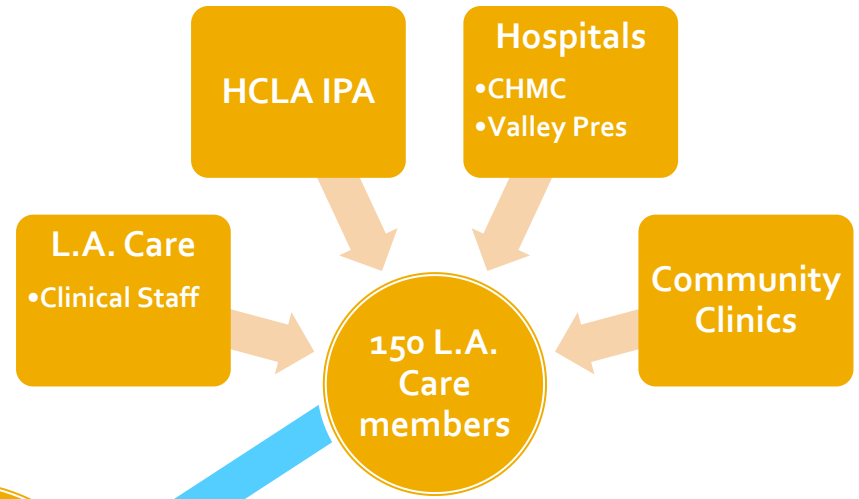 Hospitals
•CHMC
•Valley Pres
HCLA IPA
L.A. Care
•Clinical Staff
Community
Clinics
150 L.A.
Care
members